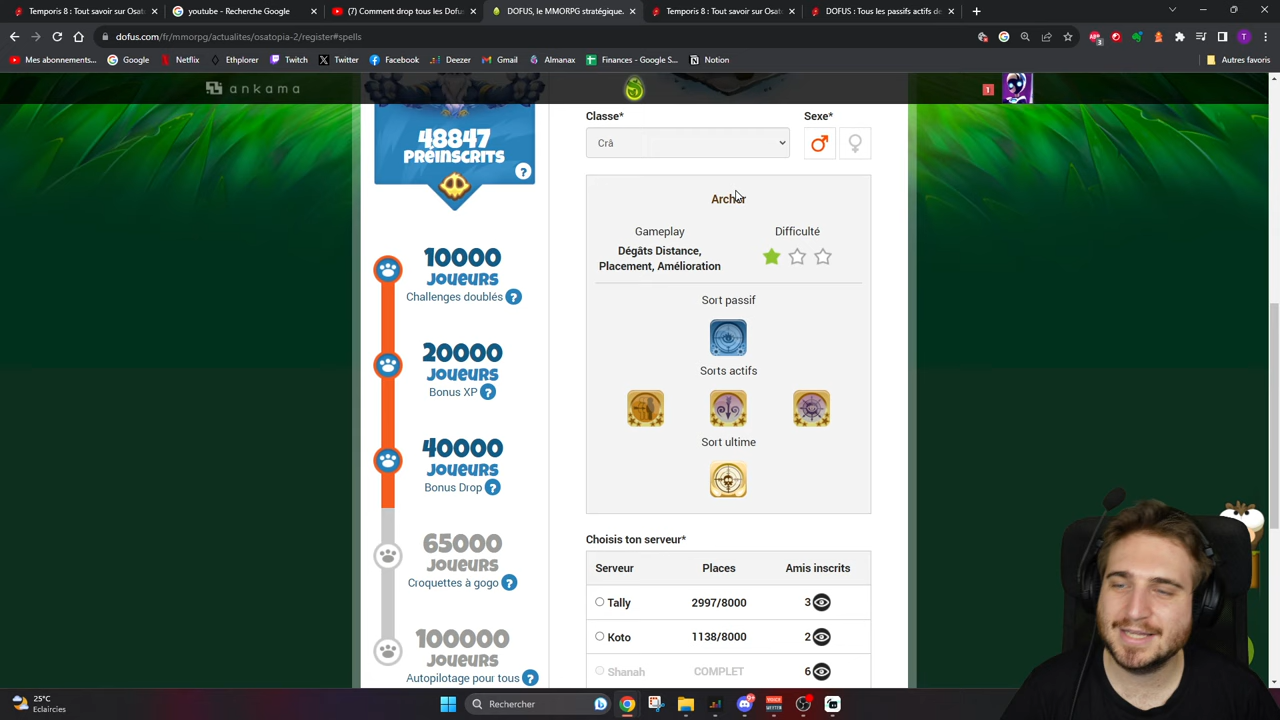 Temporis 8 : Tout savoir sur Osat
youtube - Recherche Google
(7) Comment drop tous les Dofus
DOFUS, le MMORPG stratégique.
Temporis 8 : Tout savoir sur Osato
DOFUS : Tous les passifs actifs de
dofus.com/fr/mmorpg/actualites/osatopia-2/register#spells
3
T
Mes abonnements...
Google
Netflix
Ethplorer
Twitch
Twitter
Facebook
Deezer
Gmail
Almanax
Finances - Google S...
Notion
Autres favoris
ankama
1
48847
PRÉINSCRITS
?
10000
JOUEURS
Challenges doublés ?
20000
JOUEURS
Bonus XP ?
40000
JOUEURS
Bonus Drop ?
65000
JOUEURS
Croquettes à gogo ?
100000
JOUEURS
Autopilotage pour tous ?
Classe*
Sexe*
Crâ
Archer
Gameplay
Difficulté
Dégâts Distance,
Placement, Amélioration
Sort passif
Sorts actifs
Sort ultime
Choisis ton serveur*
Serveur
Places
Amis inscrits
Tally
2997/8000
3
Koto
1138/8000
2
Shanah
COMPLET
6
25°C
Eclaircies
Rechercher